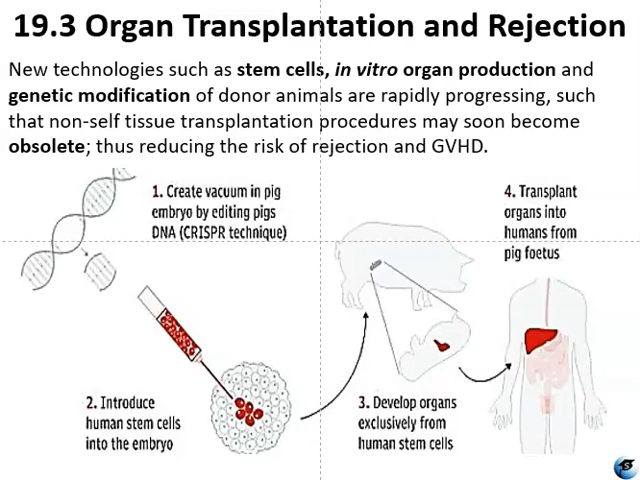 19.3 Organ Transplantation and Rejection
New technologies such as stem cells, in vitro organ production and
genetic modification of donor animals are rapidly progressing, such
that non-self tissue transplantation procedures may soon become
obsolete; thus reducing the risk of rejection and GVHD.
1. Create vacuum in pig
embryo by editing pigs
DNA (CRISPR technique)
2. Introduce
human stem cells
into the embryo
3. Develop organs
exclusively from
human stem cells
4. Transplant
organs into
humans from
pig foetus